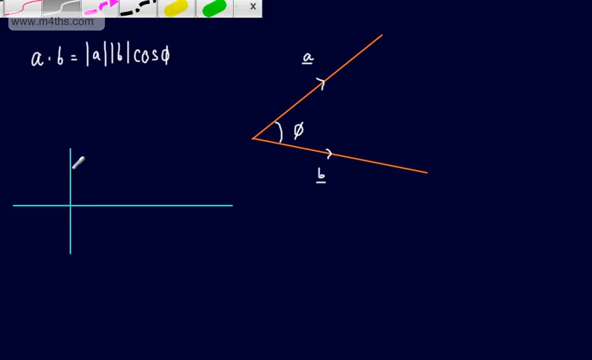 www.m4ths.com
a · b = |a||b| cosϕ
a
ϕ
b